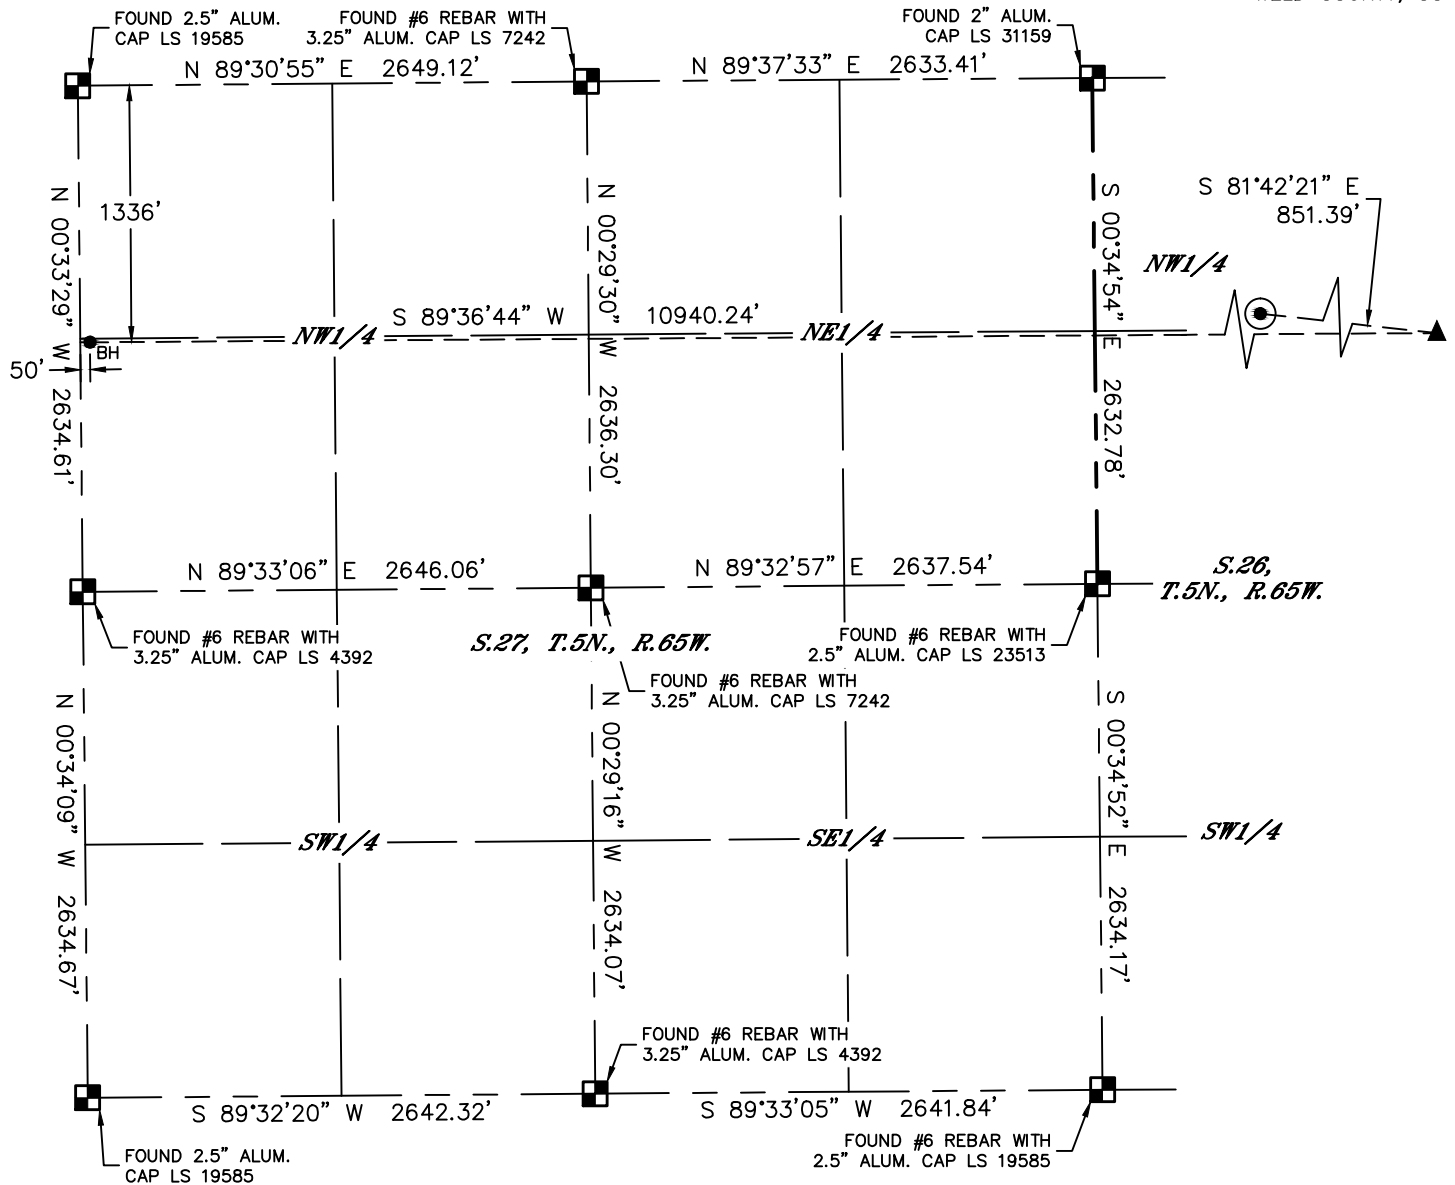 FOUND 2.5” ALUM.
CAP LS 19585
FOUND #6 REBAR WITH
3.25” ALUM. CAP LS 7242
FOUND 2” ALUM.
CAP LS 31159
N 89°30'55” E 2649.12'
N 89°37'33” E 2633.41'
1336'
N 00°33'29” W 2634.61'
N 00°29'30” W 2636.30'
S 00°34'54” E 2632.78'
S 81°42'21” E
851.39'
NW1/4
S 89°36'44” W 10940.24'
NW1/4
NE1/4
BH
50'
N 89°33'06” E 2646.06'
N 89°32'57” E 2637.54'
S.26,
T.5N., R.65W.
FOUND #6 REBAR WITH
3.25” ALUM. CAP LS 4392
S.27, T.5N., R.65W.
FOUND #6 REBAR WITH
2.5” ALUM. CAP LS 23513
FOUND #6 REBAR WITH
3.25” ALUM. CAP LS 7242
N 00°34'09” W 2634.67'
N 00°29'16” W 2634.07'
S 00°34'52” E 2634.17'
SW1/4
SE1/4
SW1/4
FOUND #6 REBAR WITH
3.25” ALUM. CAP LS 4392
S 89°32'20” W 2642.32'
S 89°33'05” W 2641.84'
FOUND 2.5” ALUM.
CAP LS 19585
FOUND #6 REBAR WITH
2.5” ALUM. CAP LS 19585